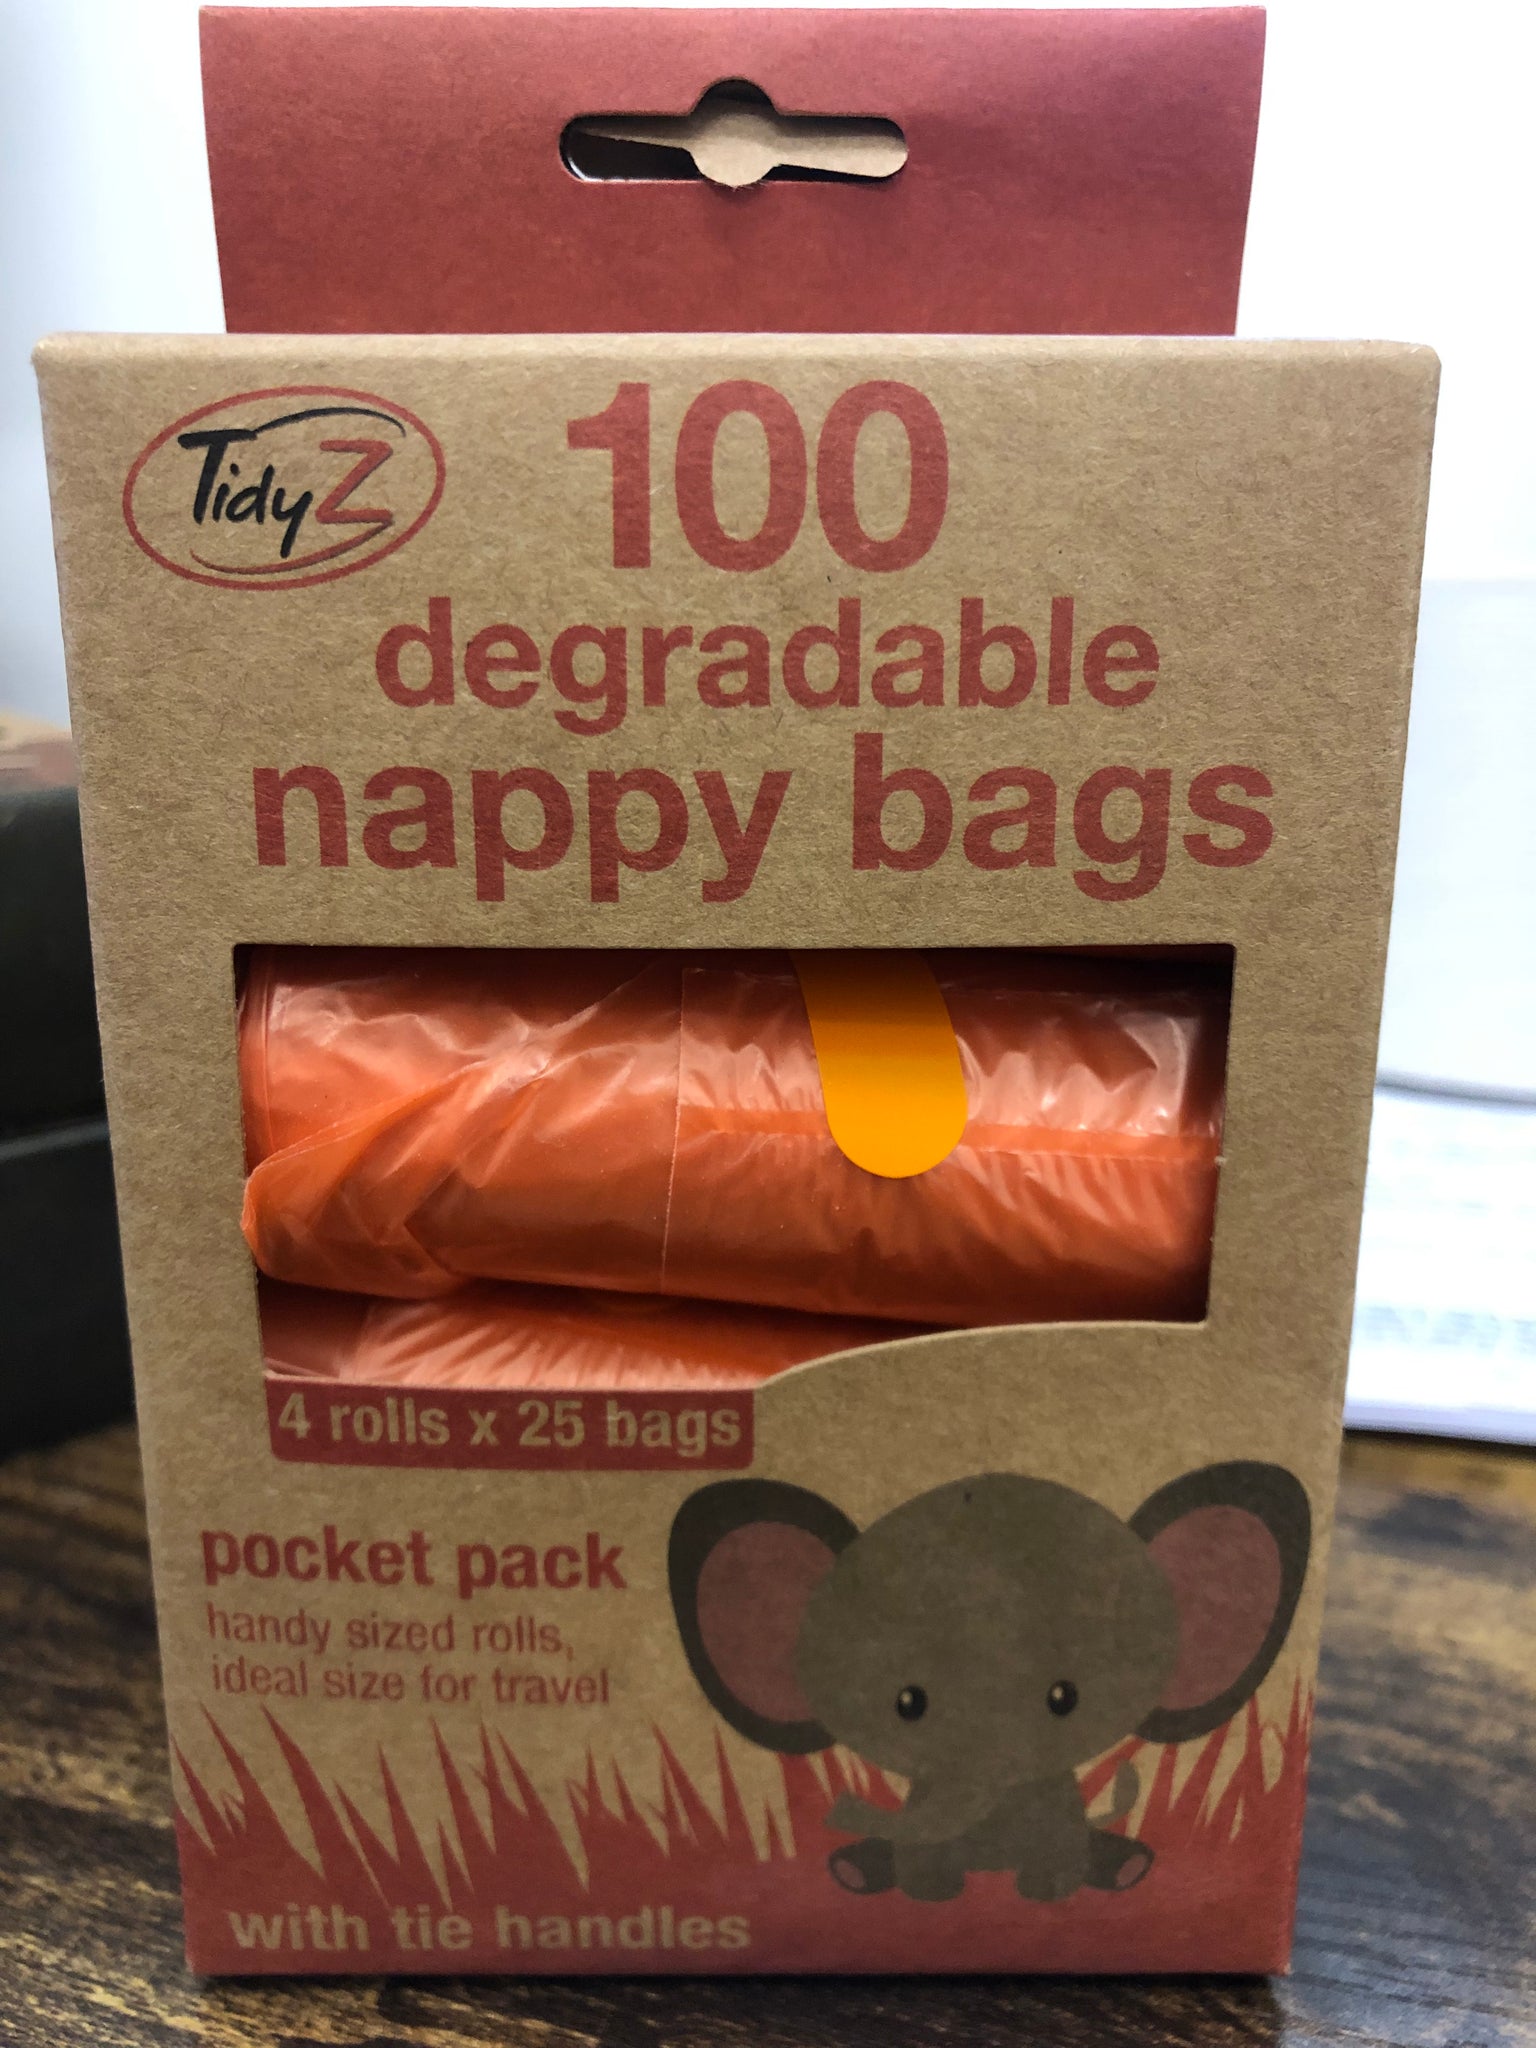 TidyZ
100
degradable
nappy bags
4 rolls x 25 bags
pocket pack
handy sized rolls,
ideal size for travel
with tie handles